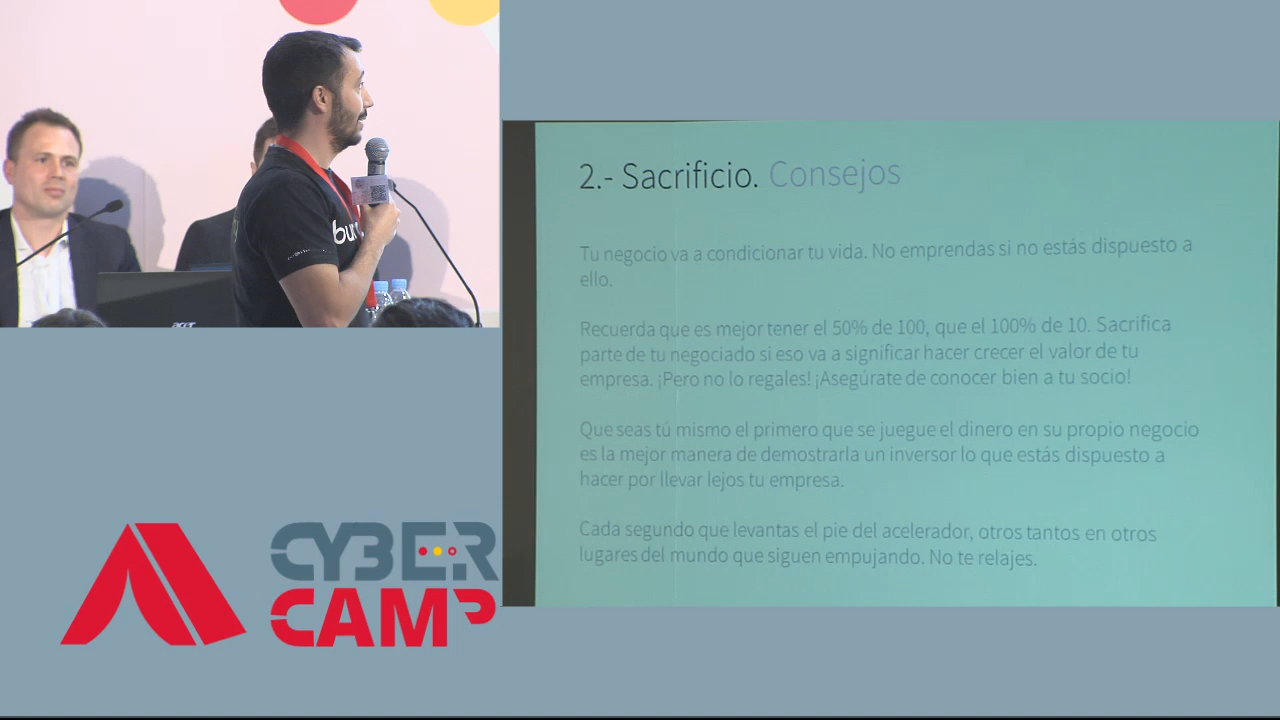 bu
acer
2.- Sacrificio. Consejos
Tu negocio va a condicionar tu vida. No emprendas si no estás dispuesto a
ello.
Recuerda que es mejor tener el 50% de 100, que el 100% de 10. Sacrifica
parte de tu negociado si eso va a significar hacer crecer el valor de tu
empresa. ¡Pero no lo regales! ¡Asegúrate de conocer bien a tu socio!
Que seas tú mismo el primero que se juegue el dinero en su propio negocio
es la mejor manera de demostrarla un inversor lo que estás dispuesto a
hacer por llevar lejos tu empresa.
Cada segundo que levantas el pie del acelerador, otros tantos en otros
lugares del mundo que siguen empujando. No te relajes.
CYBER
CAMP